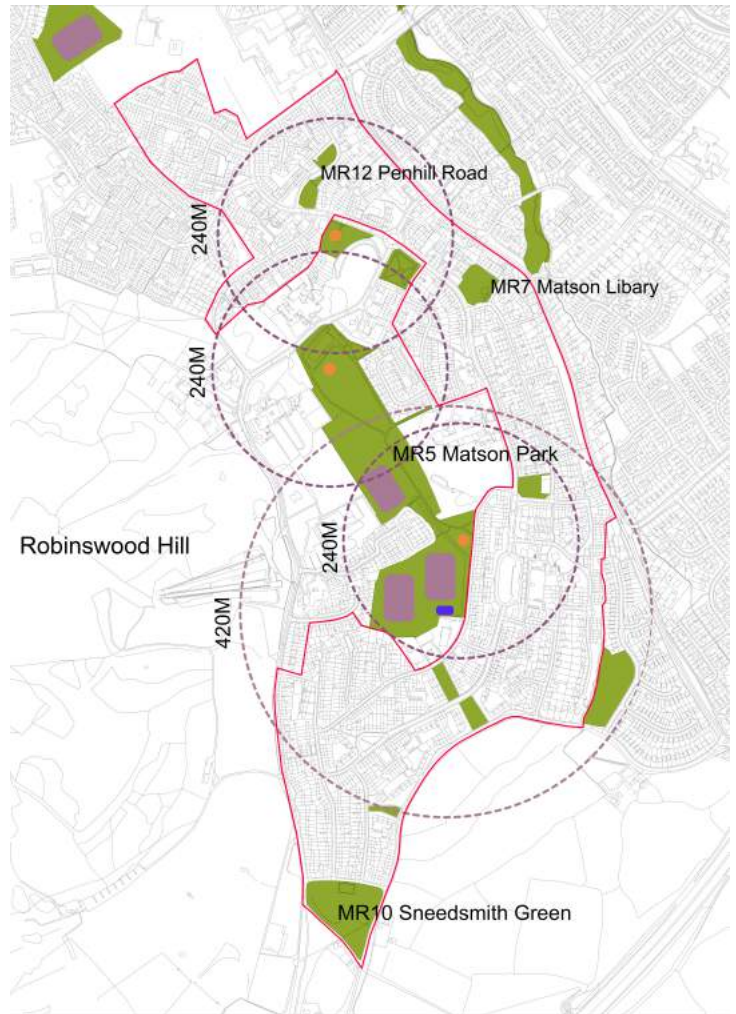 MR12 Penhill Road
240M
MR7 Matson Libary
240M
MR5 Matson Park
Robinswood Hill
240M
420M
MR10 Sneedsmith Green